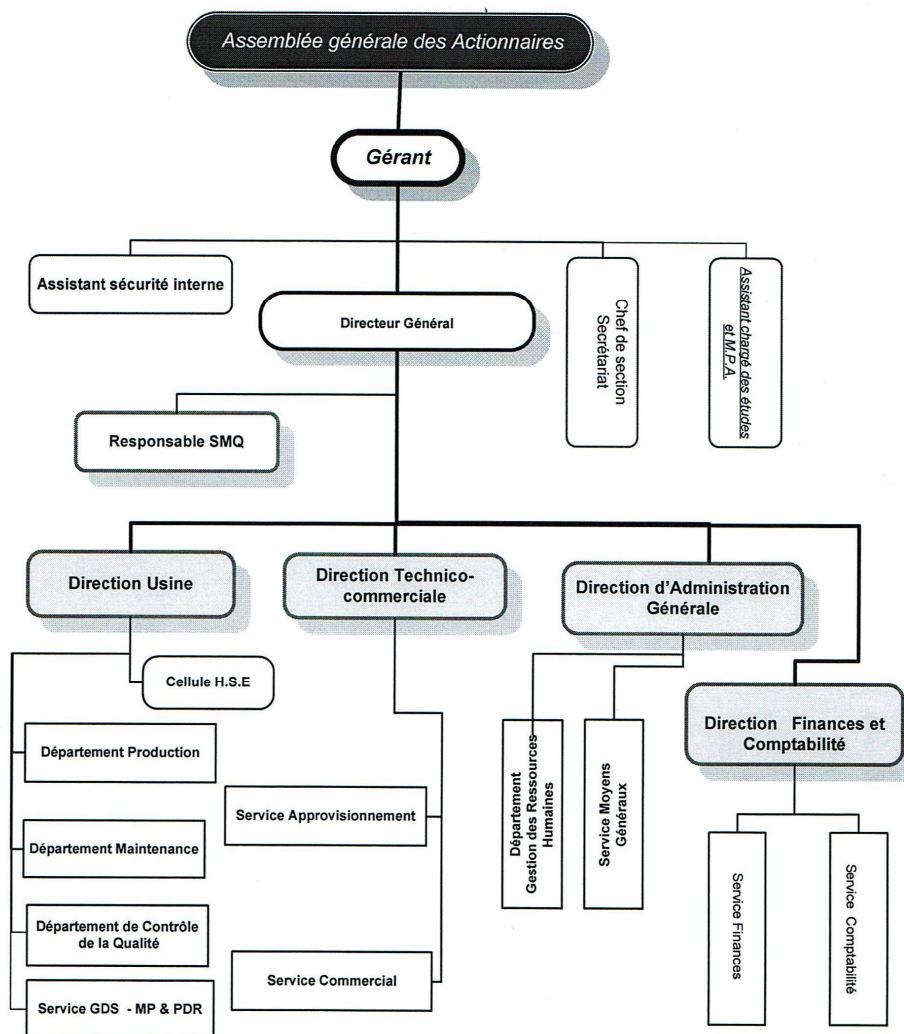 Assemblée générale des Actionnaires
Gérant
Assistant sécurité interne
Directeur Général
Chef de section
Secrétariat
Assistant chargé des études
et M.P.A.
Responsable SMQ
Direction Usine
Direction Technico-
commerciale
Direction d'Administration
Générale
Direction Finances et
Comptabilité
Cellule H.S.E
Département Production
Département Maintenance
Département de Contrôle
de la Qualité
Service GDS - MP & PDR
Service Approvisionnement
Service Commercial
Département
Gestion des Ressources
Humaines
Service Moyens
Généraux
Service Finances
Service Comptabilité